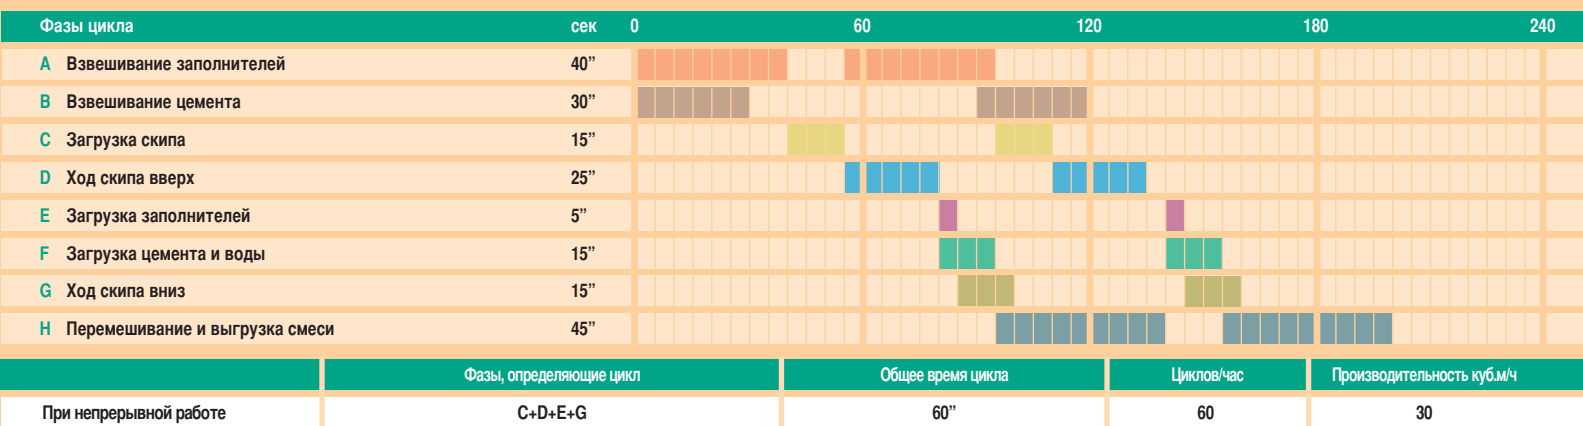 Фазы цикла сек 0 60 120 180 240
A Взвешивание заполнителей 40”
B Взвешивание цемента 30”
C Загрузка скипа 15”
D Ход скипа вверх 25”
E Загрузка заполнителей 5”
F Загрузка цемента и воды 15”
G Ход скипа вниз 15”
H Перемешивание и выгрузка смеси 45”
Фазы, определяющие цикл Общее время цикла Циклов/час Производительность куб.м/ч
При непрерывной работе C+D+E+G 60” 60 30